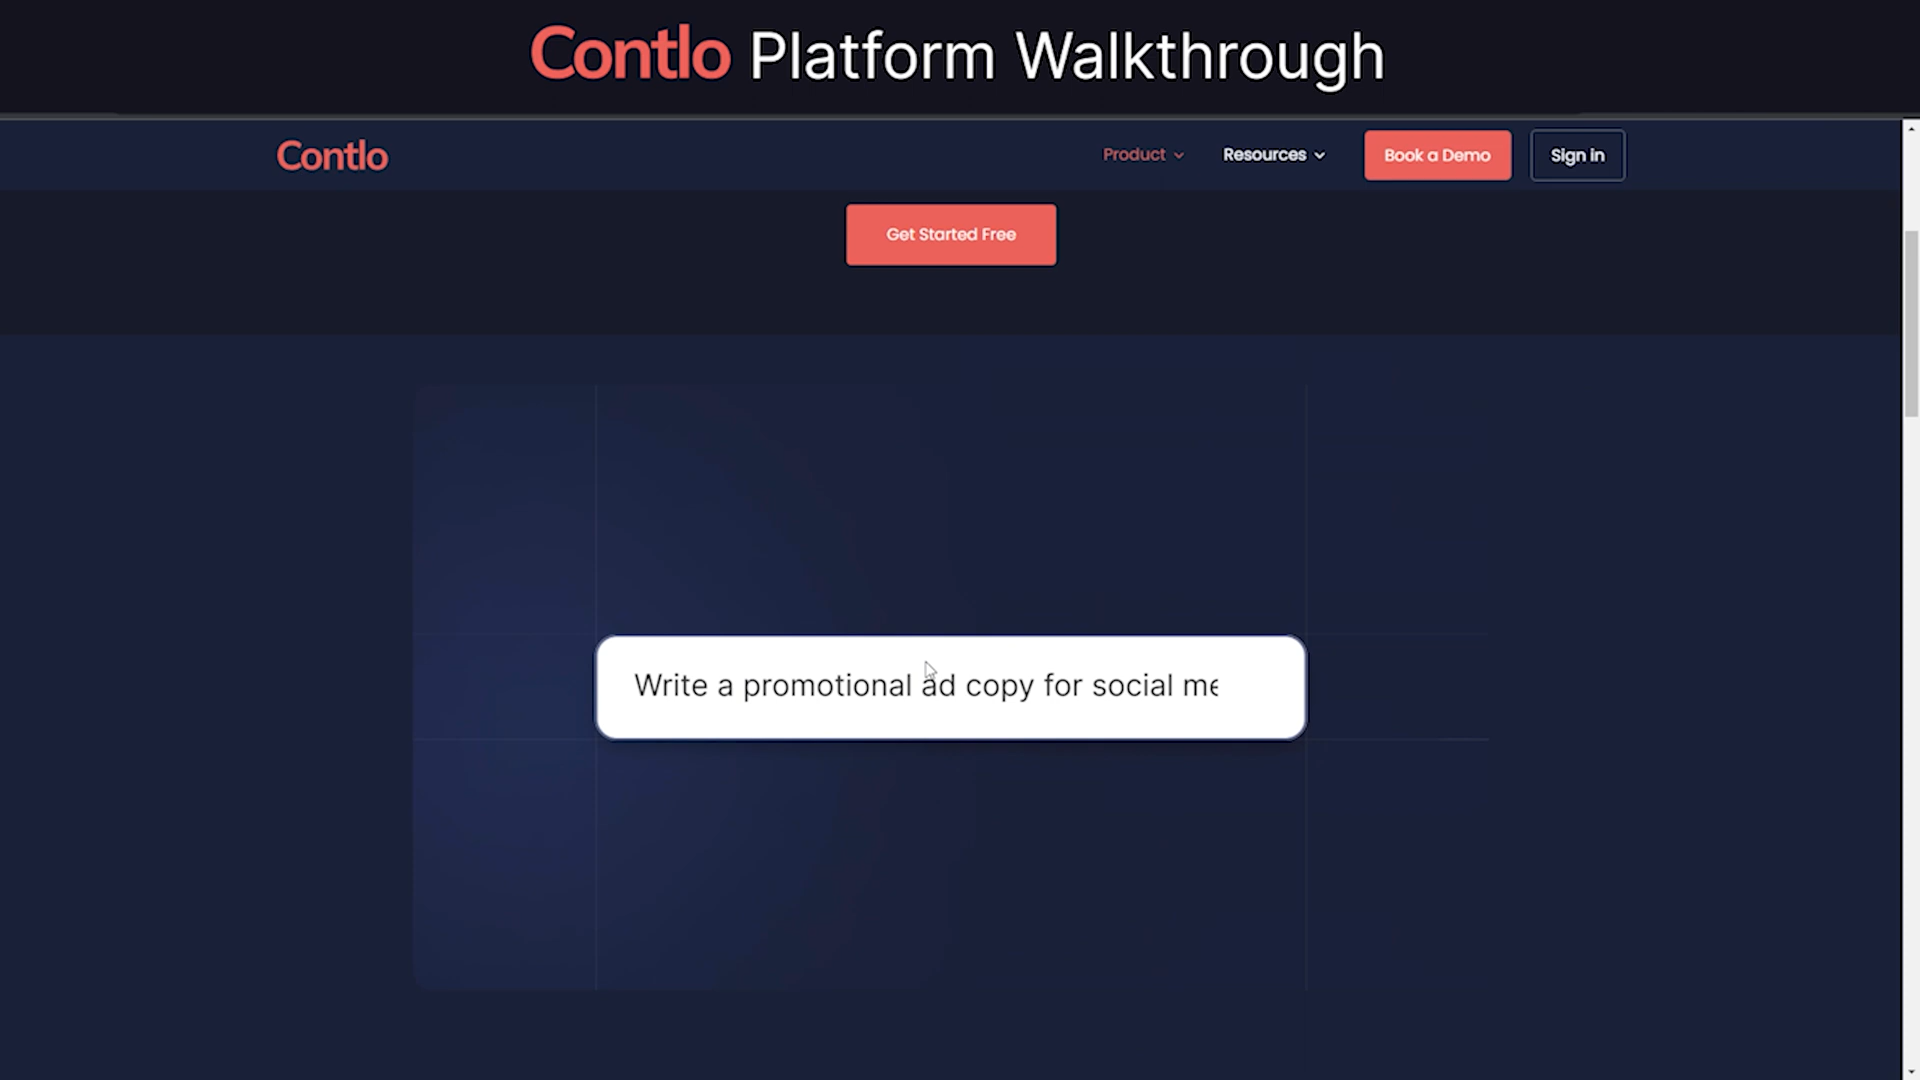 Contlo Platform Walkthrough
Contlo
Product
Resources
Book a Demo
Sign in
Get Started Free
Write a promotional ad copy for social me